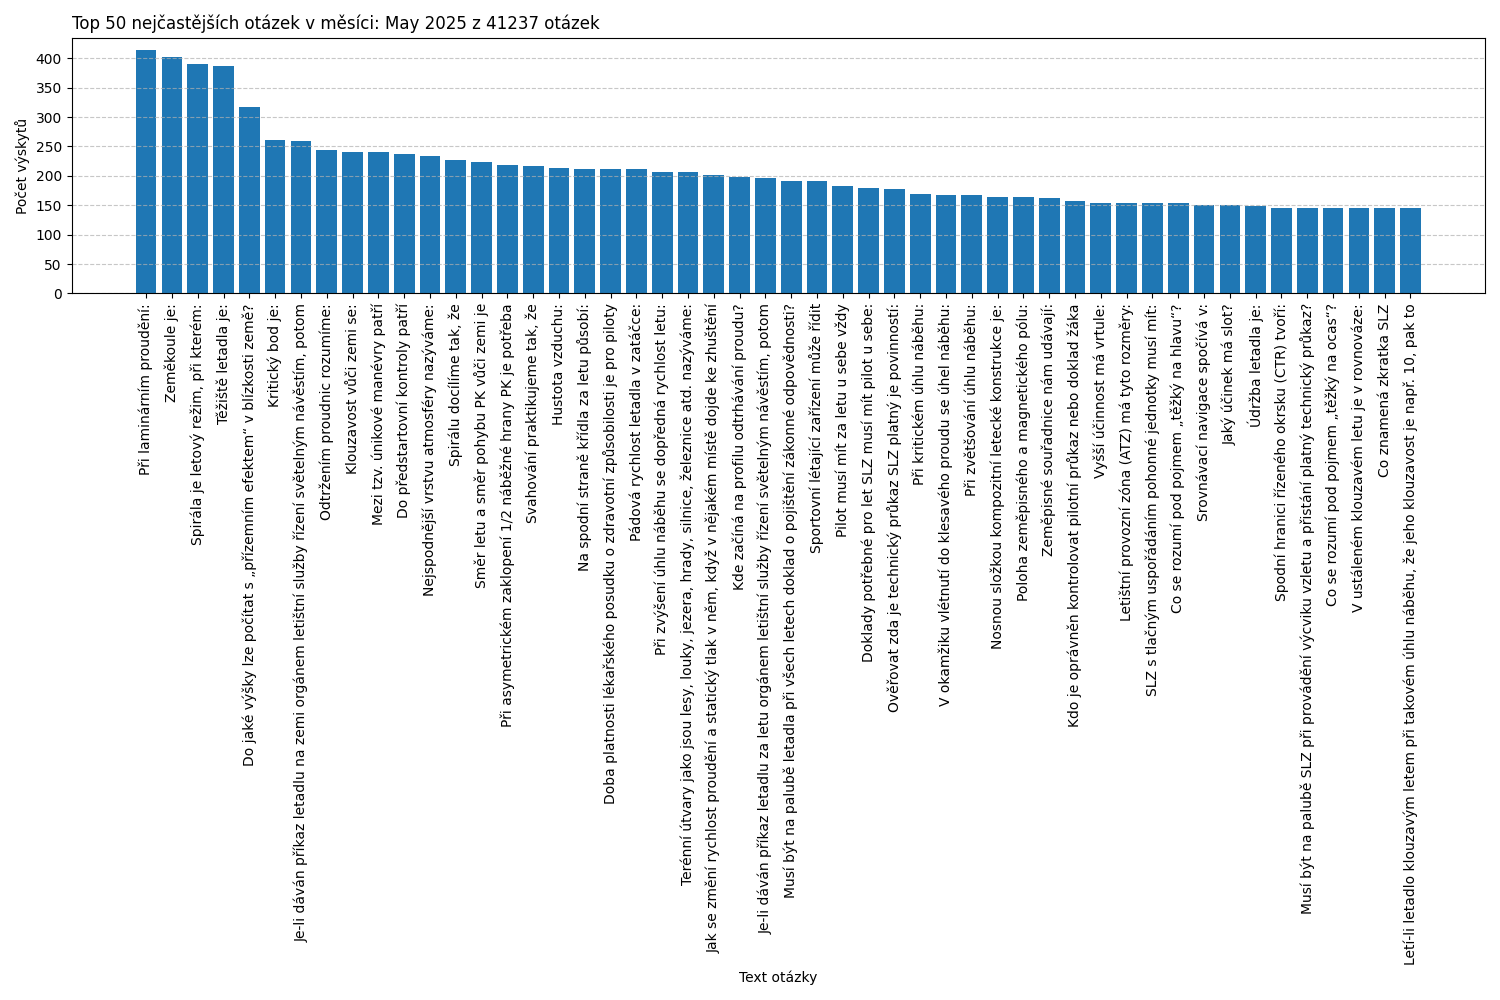 Top 50 nejčastějších otázek v měsíci: May 2025 z 41237 otázek
Počet výskytů
400
350
300
250
200
150
100
50
0
Při laminárním proudění:
Zeměkoule je:
Spirála je letový režim, při kterém:
Těžiště letadla je:
Do jaké výšky lze počítat s „přízemním efektem“ v blízkosti země?
Kritický bod je:
Je-li dáván příkaz letadlu na zemi orgánem letištní služby řízení světelným návěstím, potom
Odtržením proudnic rozumíme:
Klouzavost vůči zemi se:
Mezi tzv. únikové manévry patří
Do předstartovní kontroly patří
Nejspodnější vrstvu atmosféry nazýváme:
Spirálu docílíme tak, že
Směr letu a směr pohybu PK vůči zemi je
Při asymetrickém zaklopení 1/2 náběžné hrany PK je potřeba
Svahování praktikujeme tak, že
Hustota vzduchu:
Na spodní straně křídla za letu působí:
Doba platnosti lékařského posudku o zdravotní způsobilosti je pro piloty
Pádová rychlost letadla v zatáčce:
Při zvýšení úhlu náběhu se dopředná rychlost letu:
Terénní útvary jako jsou lesy, louky, jezera, hrady, silnice, železnice atd. nazýváme:
Jak se změní rychlost proudění a statický tlak v něm, když v nějakém místě dojde ke zhuštění
Kde začíná na profilu odtrhávání proudu?
Je-li dáván příkaz letadlu za letu orgánem letištní služby řízení světelným návěstím, potom
Musí být na palubě letadla při všech letech doklad o pojištění zákonné odpovědnosti?
Sportovní létající zařízení může řídit
Pilot musí mít za letu u sebe vždy
Doklady potřebné pro let SLZ musí mít pilot u sebe:
Ověřovat zda je technický průkaz SLZ platný je povinností:
Při kritickém úhlu náběhu:
V okamžiku vlétnutí do klesavého proudu se úhel náběhu:
Při zvětšování úhlu náběhu:
Nosnou složkou kompozitní letecké konstrukce je:
Poloha zeměpisného a magnetického pólu:
Zeměpisné souřadnice nám udávají:
Kdo je oprávněn kontrolovat pilotní průkaz nebo doklad žáka
Vyšší účinnost má vrtule:
Letištní provozní zóna (ATZ) má tyto rozměry:
SLZ s tlačným uspořádáním pohonné jednotky musí mít:
Co se rozumí pod pojmem „těžký na hlavu“?
Srovnávací navigace spočívá v:
Jaký účinek má slot?
Údržba letadla je:
Spodní hranici řízeného okrsku (CTR) tvoří:
Musí být na palubě SLZ při provádění výcviku vzletu a přistání platný technický průkaz?
Co se rozumí pod pojmem „těžký na ocas“?
V ustáleném klouzavém letu je v rovnováze:
Co znamená zkratka SLZ
Letí-li letadlo klouzavým letem při takovém úhlu náběhu, že jeho klouzavost je např. 10, pak to
Text otázky